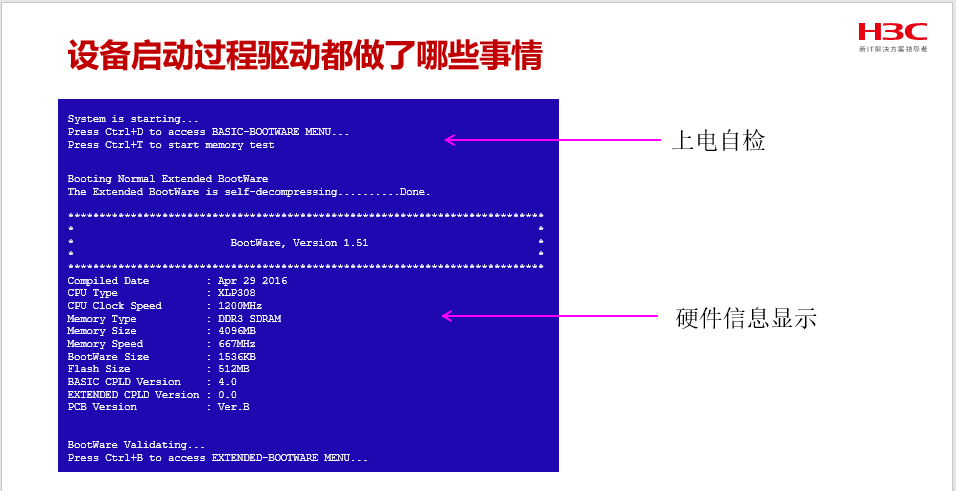 设备启动过程驱动都做了哪些事情
H3C
新IT解决方案领导者
System is starting...
Press Ctrl+D to access BASIC-BOOTWARE MENU...
Press Ctrl+T to start memory test
上电自检
Booting Normal Extended BootWare
The Extended BootWare is self-decompressing..........Done.
****************************************************************************
*                                                                          *
*                         BootWare, Version 1.51                           *
*                                                                          *
****************************************************************************
Compiled Date         : Apr 29 2016
CPU Type              : XLP308
CPU Clock Speed       : 1200MHz
Memory Type           : DDR3 SDRAM
Memory Size           : 4096MB
Memory Speed          : 667MHz
BootWare Size         : 1536KB
Flash Size            : 512MB
BASIC CPLD Version    : 4.0
EXTENDED CPLD Version : 0.0
PCB Version           : Ver.B
硬件信息显示
BootWare Validating...
Press Ctrl+B to access EXTENDED-BOOTWARE MENU...